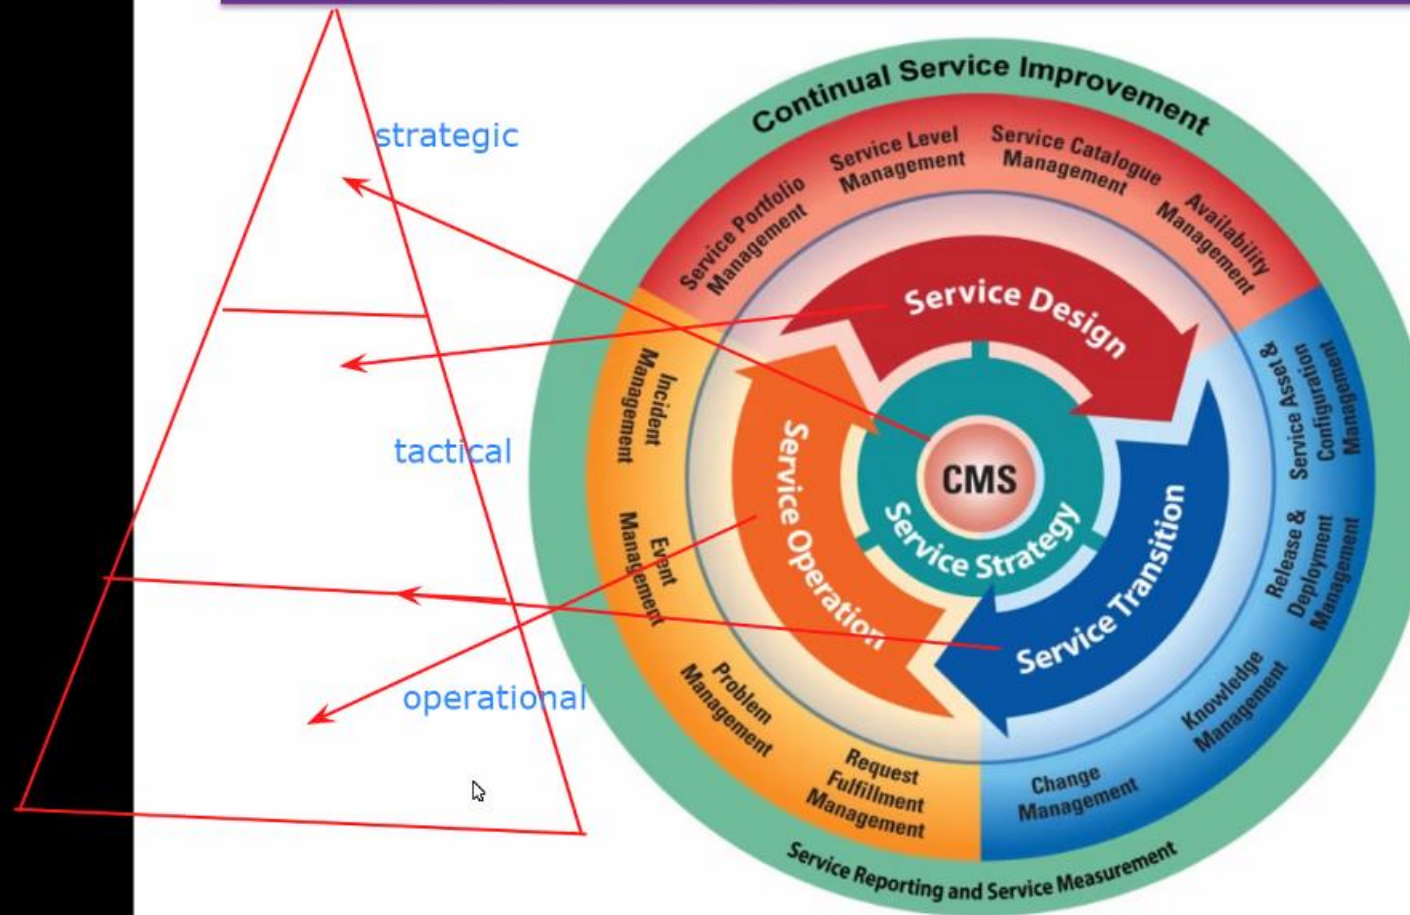 strategic
tactical
operational
Continual Service Improvement
Service Portfolio
Management
Service Level
Management
Service Catalogue
Management
Availability
Management
Service Design
Incident
Management
Event
Management
Problem
Management
Request
Fulfillment
Management
Service Operation
CMS
Service Strategy
Service Transition
Service Asset &
Configuration
Management
Release &
Deployment
Management
Knowledge
Management
Change
Management
Service Reporting and Service Measurement